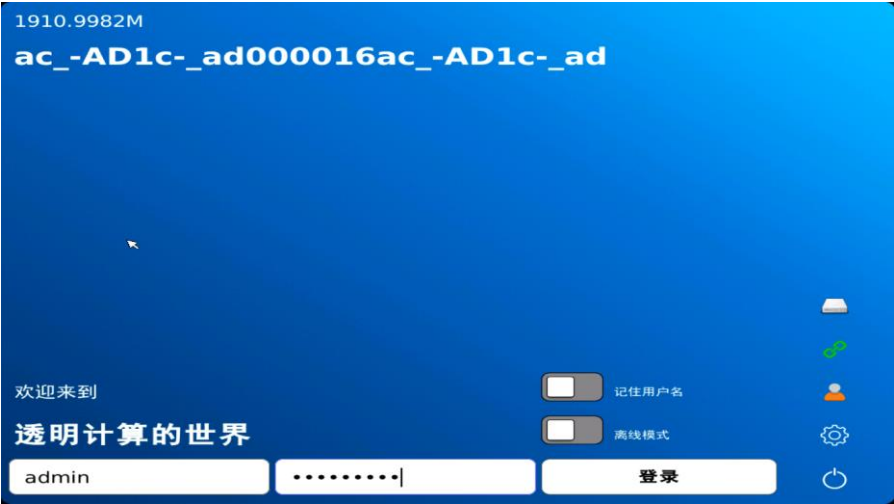 1910.9982M
ac_-AD1c-_ad000016ac_-AD1c-_ad
欢迎来到
记住用户名
透明计算的世界
离线模式
admin
•••••••••
登录